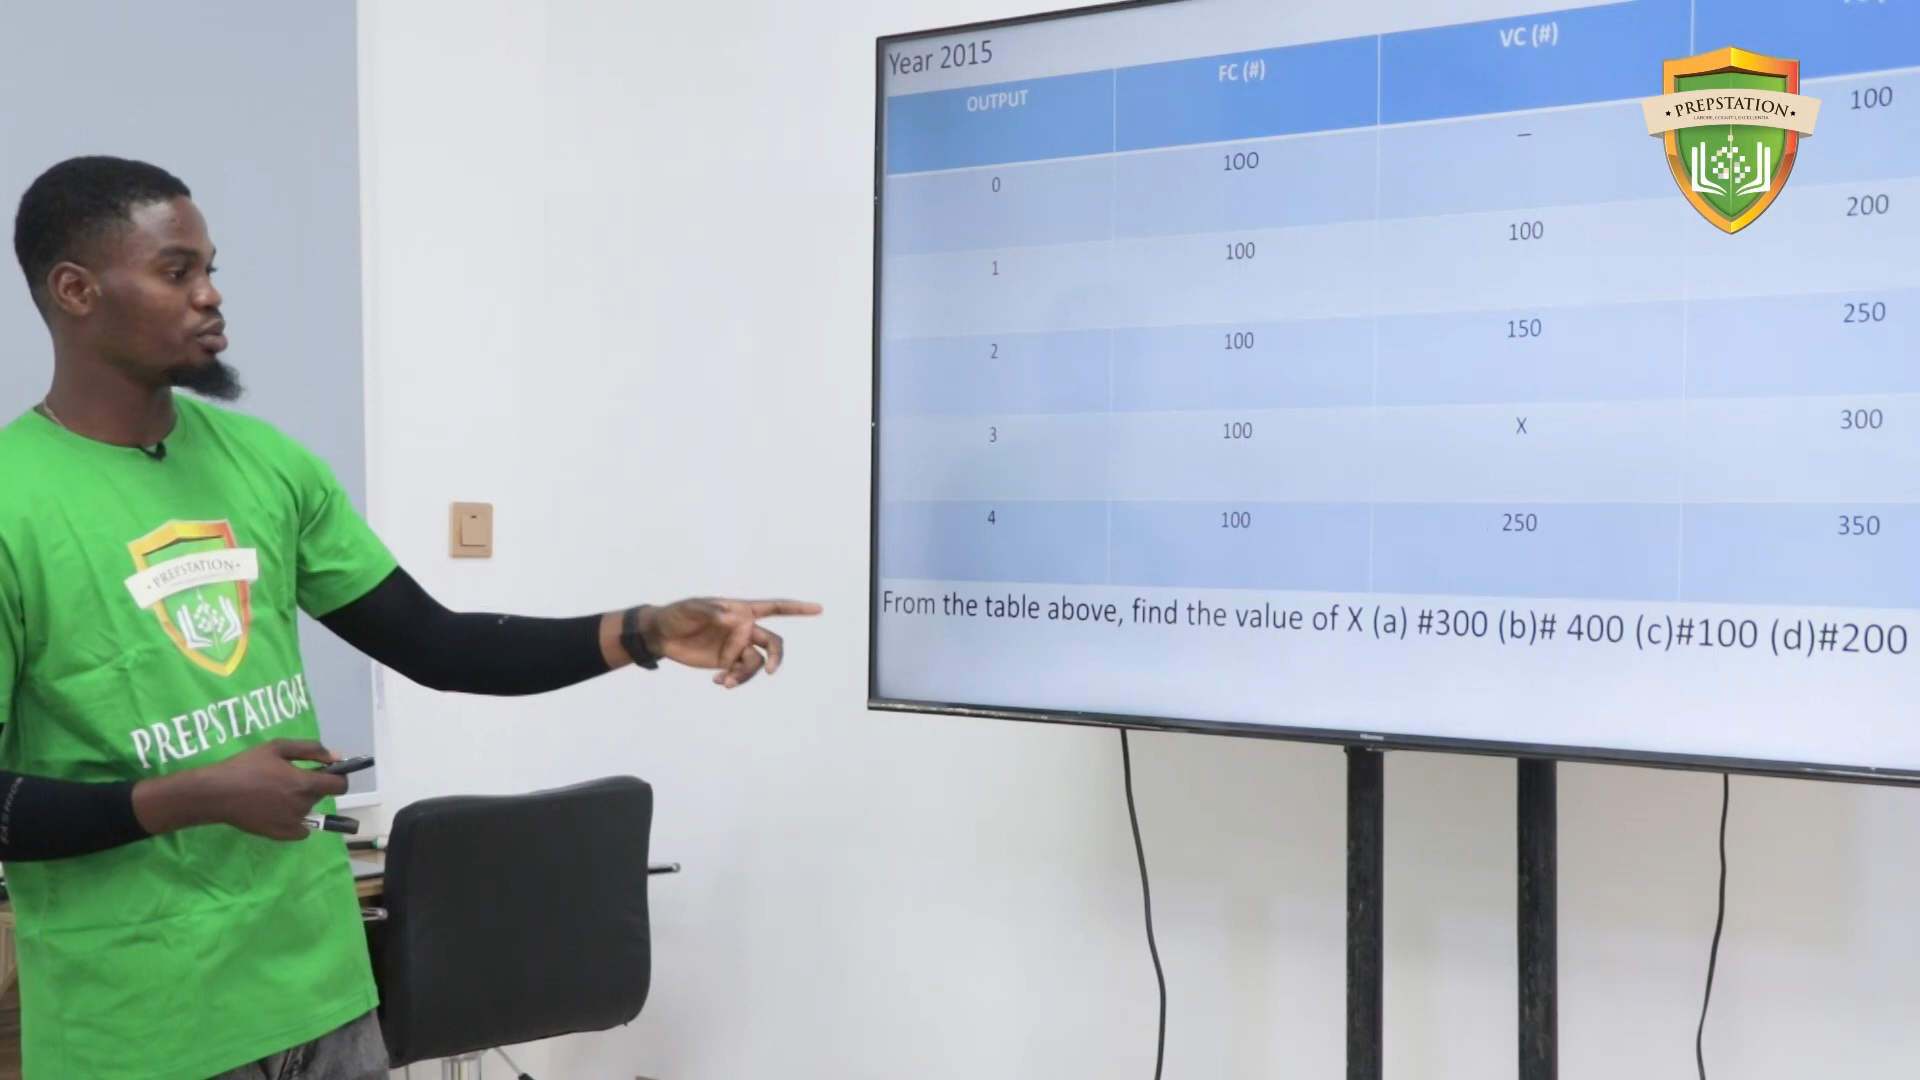 Year 2015
OUTPUT FC (#) VC (#)
0 100 – 100
1 100 100 200
2 100 150 250
3 100 X 300
4 100 250 350
From the table above, find the value of X (a) #300 (b)# 400 (c)#100 (d)#200
PREPSTATION
PREPSTATION
PREPSTATION